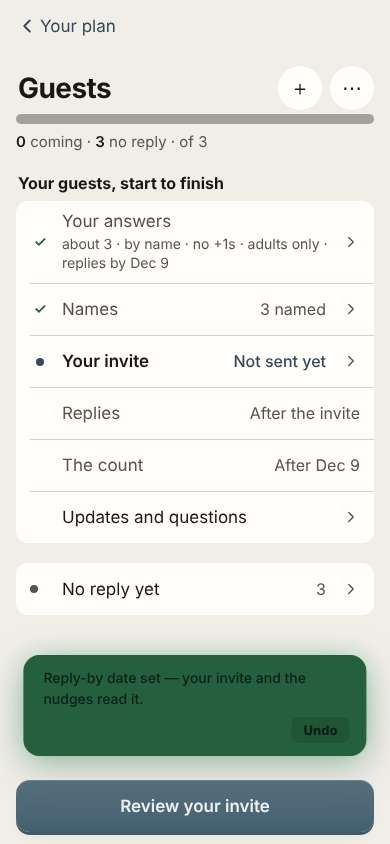 Your plan
Guests
+ ···
0 coming · 3 no reply · of 3
Your guests, start to finish
Your answers
about 3 · by name · no +1s · adults only ·
replies by Dec 9
Names 3 named
Your invite Not sent yet
Replies After the invite
The count After Dec 9
Updates and questions
No reply yet 3
Reply-by date set — your invite and the
nudges read it.
Undo
Review your invite